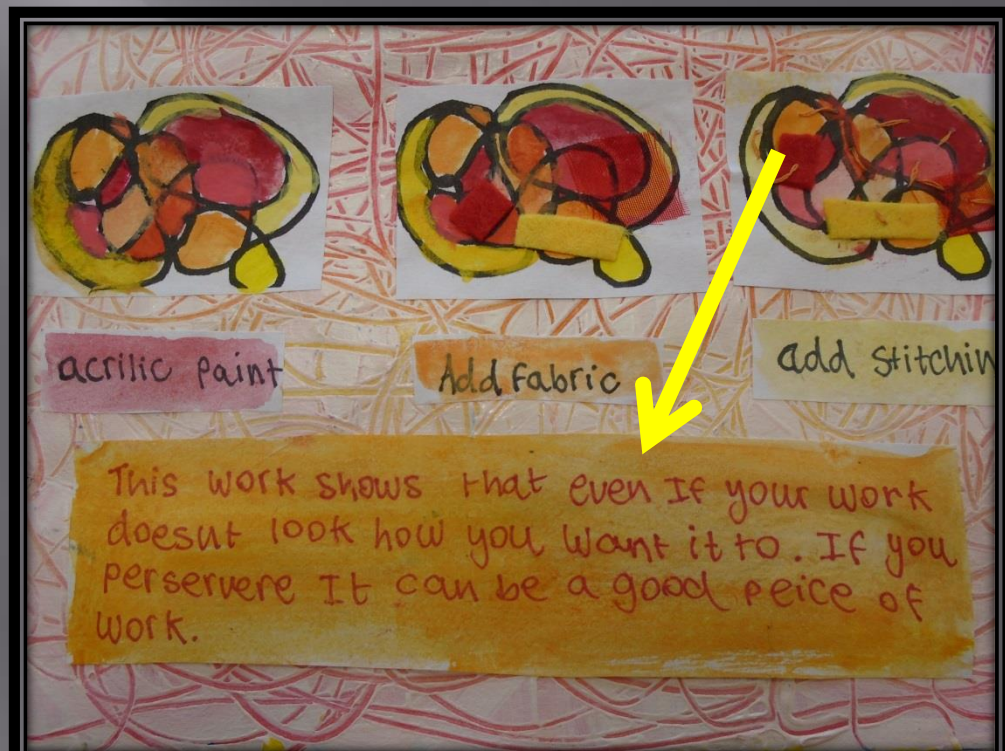 acrilic paint
Add fabric
add stitchin
This work shows that even If your work
doesnt look how you want it to. If you
perservere It can be a good peice of
work.